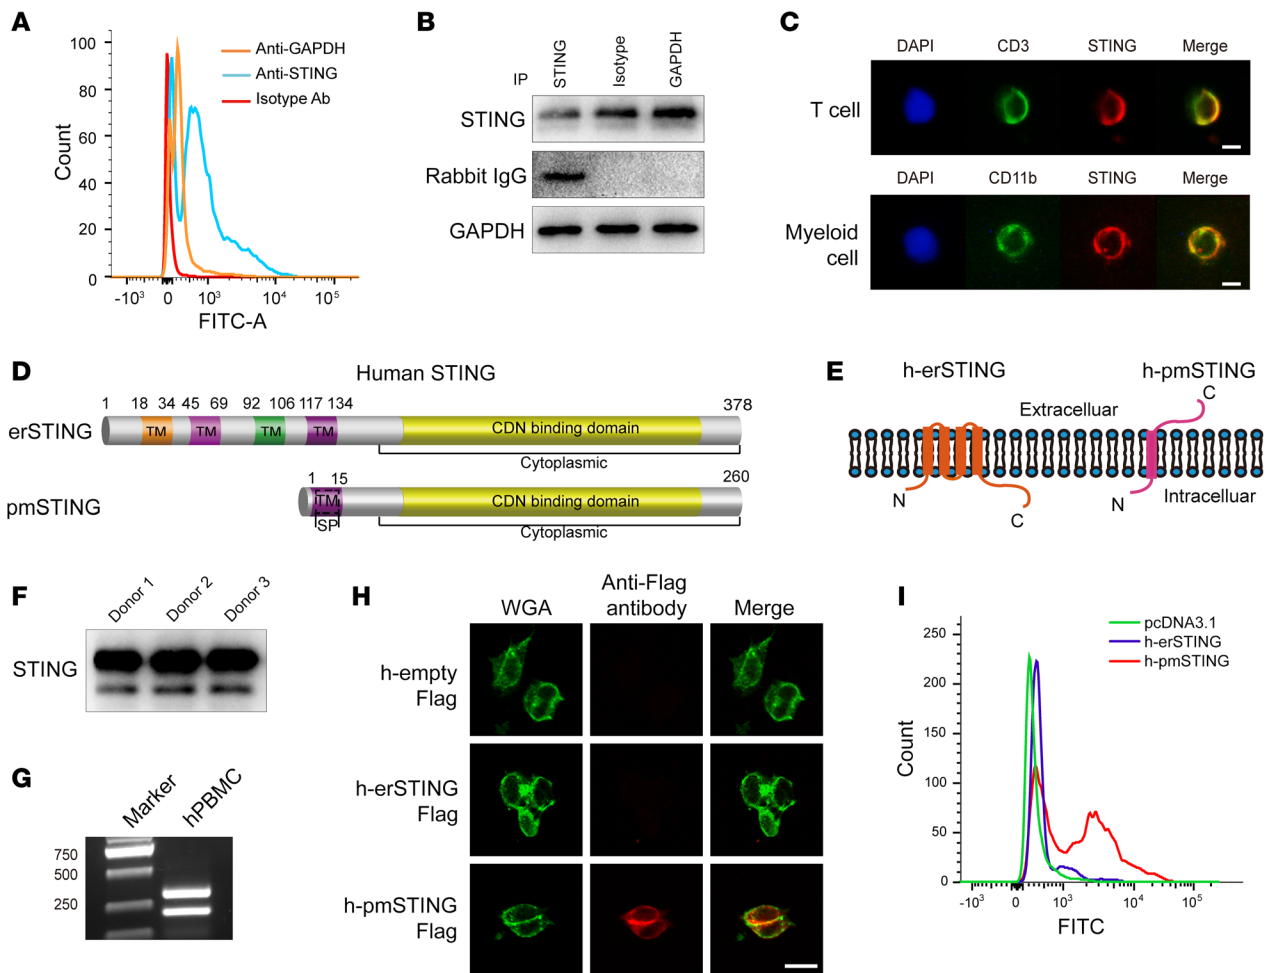 A
100
80
60
40
20
0
Count
-10³
0
10³
10⁴
10⁵
FITC-A
Anti-GAPDH
Anti-STING
Isotype Ab
B
IP
STING
Isotype
GAPDH
STING
Rabbit IgG
GAPDH
C
DAPI CD3 STING Merge
T cell
DAPI CD11b STING Merge
Myeloid
cell
D
Human STING
1 18 34 45 69 92 106 117 134 378
erSTING
TM TM TM TM CDN binding domain
Cytoplasmic
1 15 260
pmSTING
TM CDN binding domain
SP
Cytoplasmic
E
h-erSTING h-pmSTING
C
Extracelluar
N
C
N
Intracelluar
F
Donor 1
Donor 2
Donor 3
STING
G
Marker
hPBMC
750
500
250
H
WGA
Anti-Flag
antibody
Merge
h-empty
Flag
h-erSTING
Flag
h-pmSTING
Flag
I
250
200
150
100
50
0
Count
-10³
0
10³
10⁴
10⁵
FITC
pcDNA3.1
h-erSTING
h-pmSTING